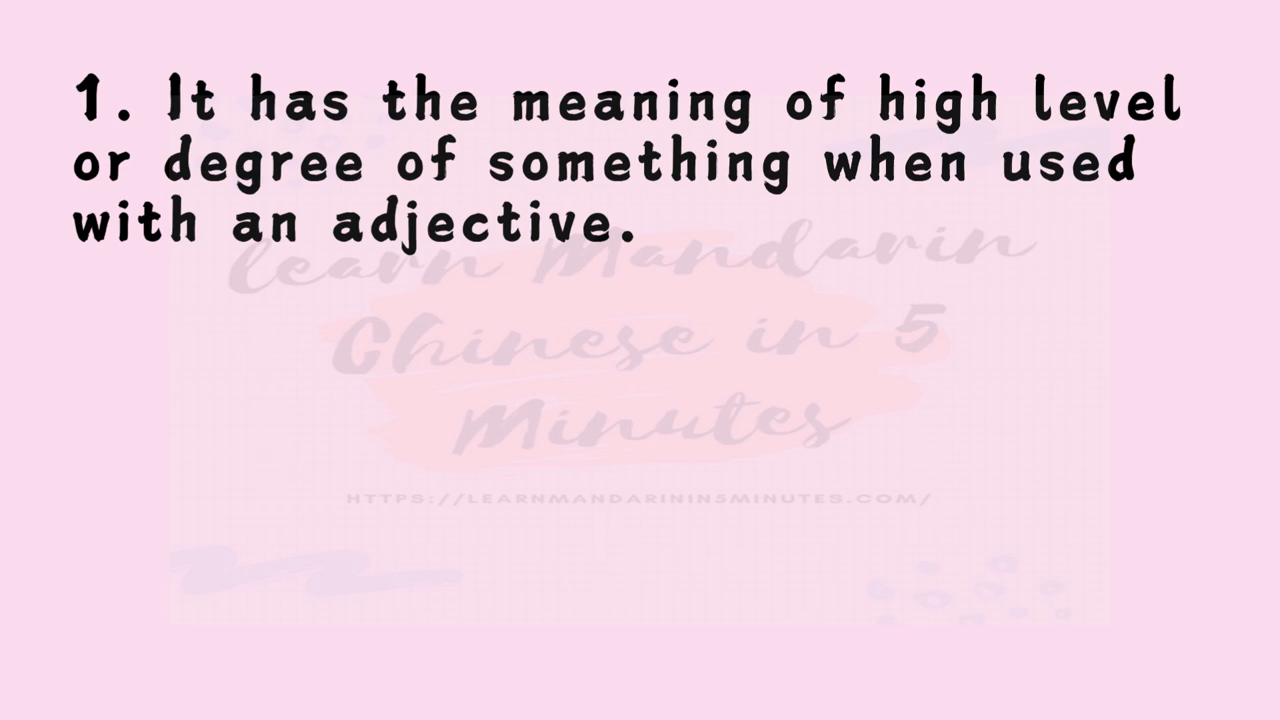 1. It has the meaning of high level
or degree of something when used
with an adjective.
learn Mandarin
Chinese in 5
Minutes
HTTPS://LEARNMANDARININ5MINUTES.COM/